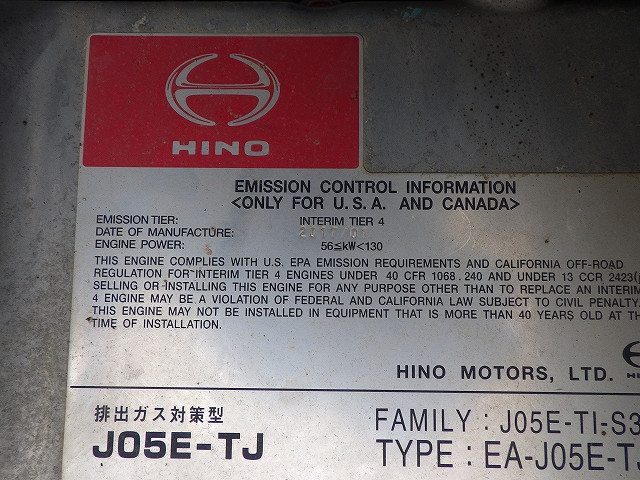 HINO
EMISSION CONTROL INFORMATION
<ONLY FOR U.S.A. AND CANADA>
EMISSION TIER: INTERIM TIER 4
DATE OF MANUFACTURE:
ENGINE POWER: 56≦kW<130
THIS ENGINE COMPLIES WITH U.S. EPA EMISSION REQUIREMENTS AND CALIFORNIA OFF-ROAD
REGULATION FOR INTERIM TIER 4 ENGINES UNDER 40 CFR 1068.240 AND UNDER 13 CCR 2423(j
SELLING OR INSTALLING THIS ENGINE FOR ANY PURPOSE OTHER THAN TO REPLACE AN INTERIM
4 ENGINE MAY BE A VIOLATION OF FEDERAL AND CALIFORNIA LAW SUBJECT TO CIVIL PENALTY
THIS ENGINE MAY NOT BE INSTALLED IN EQUIPMENT THAT IS MORE THAN 40 YEARS OLD AT TH
TIME OF INSTALLATION.
HINO MOTORS, LTD.
排出ガス対策型
J05E-TJ
FAMILY : J05E-TI-S3
TYPE : EA-J05E-TJ